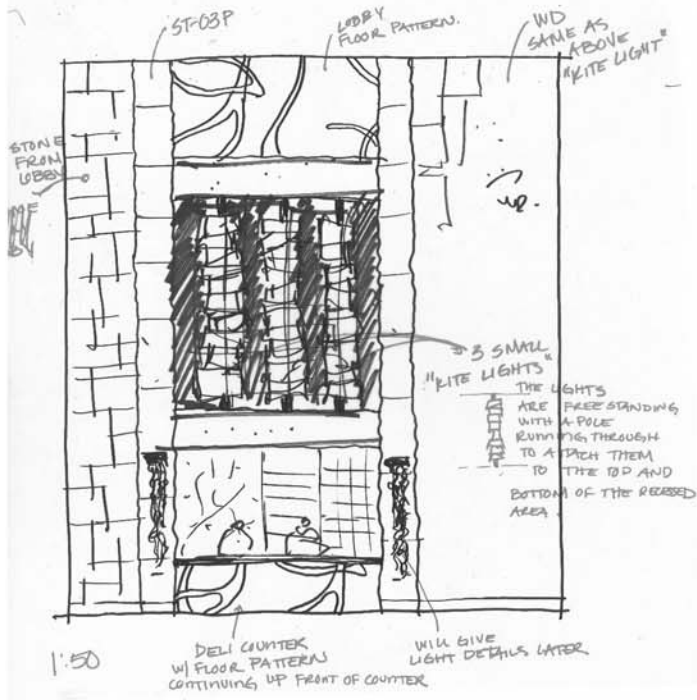 ST-03P
LOBBY
FLOOR PATTERN.
WD
SAME AS
ABOVE
"KITE LIGHT"
STONE
FROM
LOBBY
UP.
3 SMALL
"KITE LIGHTS"
THE LIGHTS
ARE FREE STANDING
WITH A POLE
RUNNING THROUGH
TO ATTACH THEM
TO THE TOP AND
BOTTOM OF THE RECESSED
AREA.
1:50
DELI COUNTER
W/ FLOOR PATTERN
CONTINUING UP FRONT OF COUNTER
WILL GIVE
LIGHT DETAILS LATER